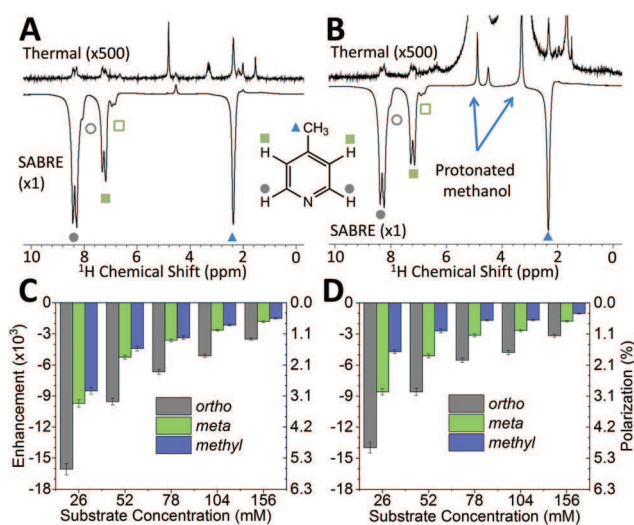 A
Thermal (x500)
SABRE
(x1)
10 8 6 4 2 0
¹H Chemical Shift (ppm)
CH₃
H H
H H
N
B
Thermal (x500)
Protonated
methanol
SABRE (x1)
10 8 6 4 2 0
¹H Chemical Shift (ppm)
C
Enhancement (x10³)
0
-3
-6
-9
-12
-15
-18
0.0
1.1
2.1
3.1
4.2
5.2
6.3
ortho
meta
methyl
26 52 78 104 156
Substrate Concentration (mM)
D
0
-3
-6
-9
-12
-15
-18
0.0
1.1
2.1
3.1
4.2
5.2
6.3
Polarization (%)
ortho
meta
methyl
26 52 78 104 156
Substrate Concentration (mM)